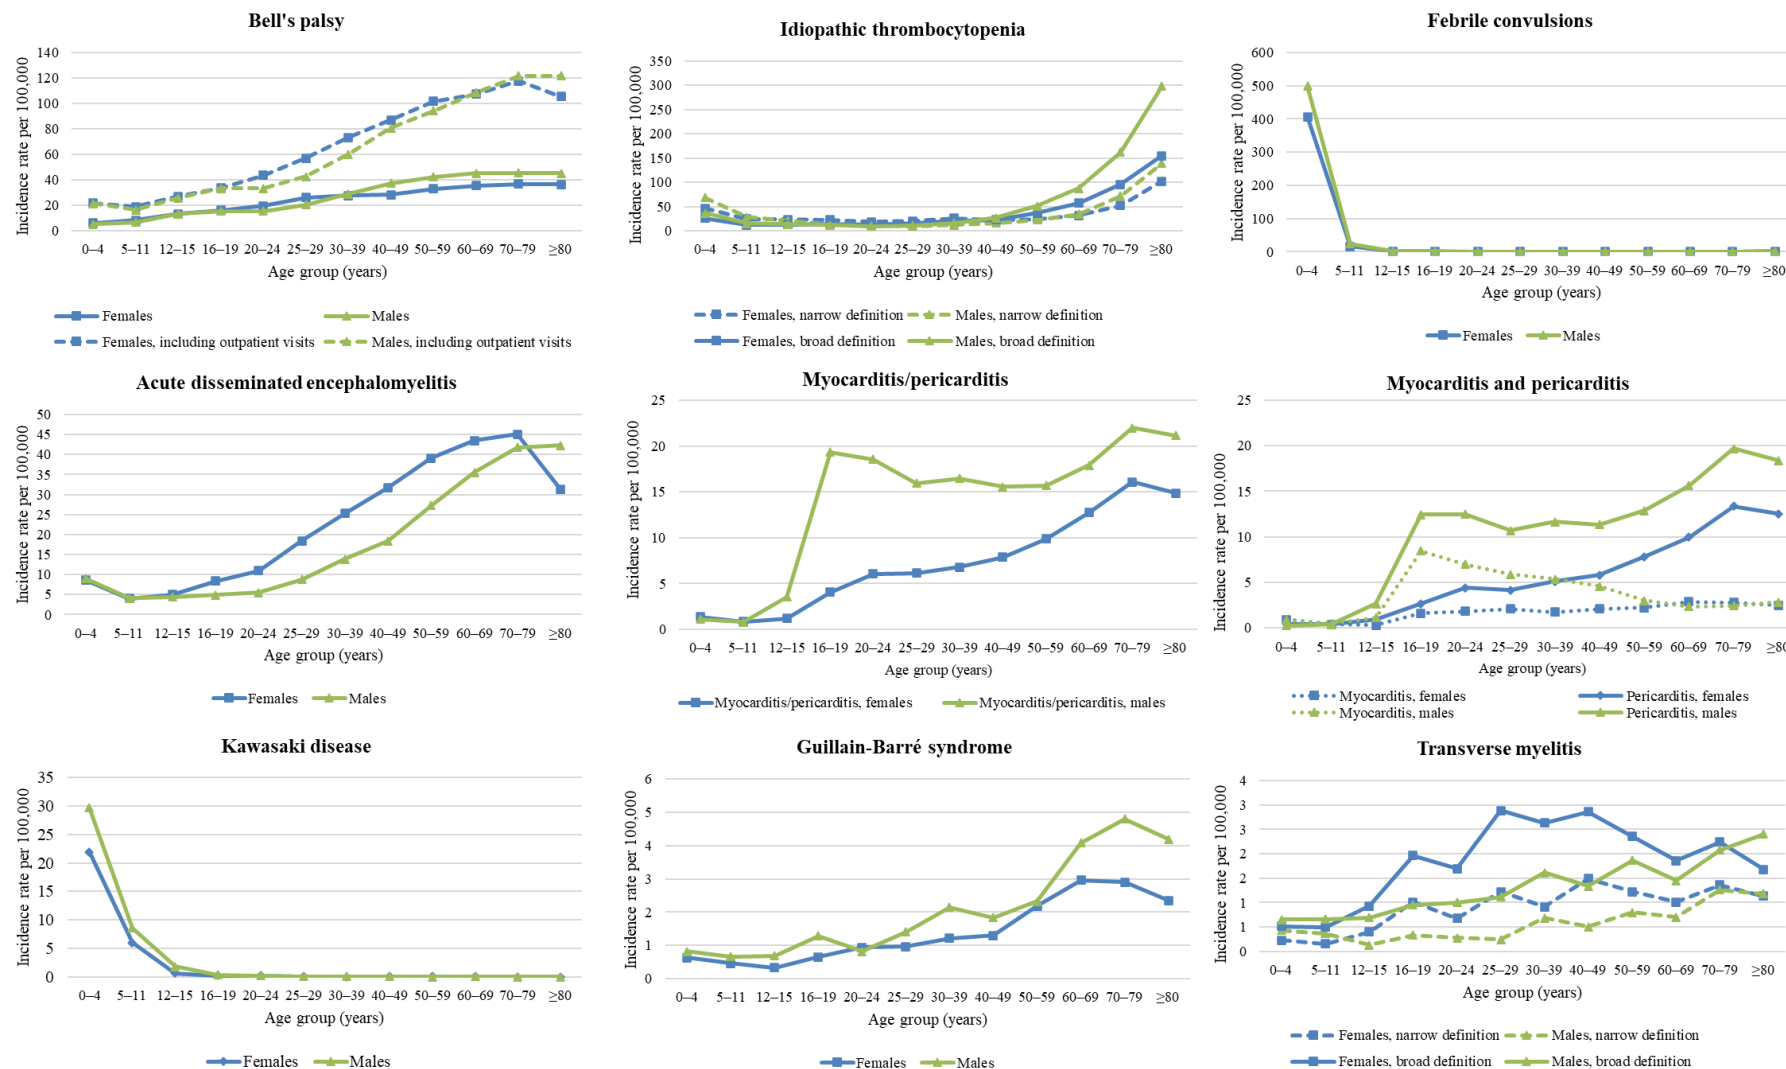 Bell's palsy
Incidence rate per 100,000
140
120
100
80
60
40
20
0
0–4 5–11 12–15 16–19 20–24 25–29 30–39 40–49 50–59 60–69 70–79 ≥80
Age group (years)
Females Males
Females, including outpatient visits Males, including outpatient visits
Idiopathic thrombocytopenia
Incidence rate per 100,000
350
300
250
200
150
100
50
0
0–4 5–11 12–15 16–19 20–24 25–29 30–39 40–49 50–59 60–69 70–79 ≥80
Age group (years)
Females, narrow definition Males, narrow definition
Females, broad definition Males, broad definition
Febrile convulsions
Incidence rate per 100,000
600
500
400
300
200
100
0
0–4 5–11 12–15 16–19 20–24 25–29 30–39 40–49 50–59 60–69 70–79 ≥80
Age group (years)
Females Males
Acute disseminated encephalomyelitis
Incidence rate per 100,000
50
45
40
35
30
25
20
15
10
5
0
0–4 5–11 12–15 16–19 20–24 25–29 30–39 40–49 50–59 60–69 70–79 ≥80
Age group (years)
Females Males
Myocarditis/pericarditis
Incidence rate per 100,000
25
20
15
10
5
0
0–4 5–11 12–15 16–19 20–24 25–29 30–39 40–49 50–59 60–69 70–79 ≥80
Age group (years)
Myocarditis/pericarditis, females Myocarditis/pericarditis, males
Myocarditis and pericarditis
Incidence rate per 100,000
25
20
15
10
5
0
0–4 5–11 12–15 16–19 20–24 25–29 30–39 40–49 50–59 60–69 70–79 ≥80
Age group (years)
Myocarditis, females Pericarditis, females
Myocarditis, males Pericarditis, males
Kawasaki disease
Incidence rate per 100,000
35
30
25
20
15
10
5
0
0–4 5–11 12–15 16–19 20–24 25–29 30–39 40–49 50–59 60–69 70–79 ≥80
Age group (years)
Females Males
Guillain-Barré syndrome
Incidence rate per 100,000
6
5
4
3
2
1
0
0–4 5–11 12–15 16–19 20–24 25–29 30–39 40–49 50–59 60–69 70–79 ≥80
Age group (years)
Females Males
Transverse myelitis
Incidence rate per 100,000
4
3
3
2
2
1
1
0
0–4 5–11 12–15 16–19 20–24 25–29 30–39 40–49 50–59 60–69 70–79 ≥80
Age group (years)
Females, narrow definition Males, narrow definition
Females, broad definition Males, broad definition